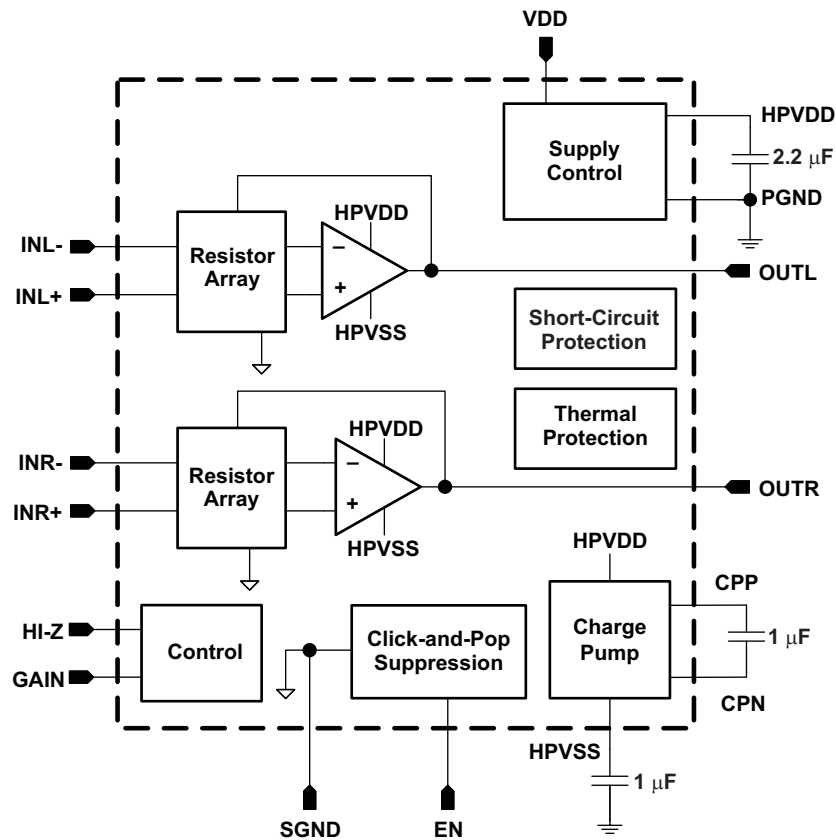 VDD
HPVDD
Supply
Control
2.2 μF
PGND
HPVDD
INL-
Resistor
Array
−
+
INL+
OUTL
HPVSS
Short-Circuit
Protection
HPVDD
Thermal
Protection
INR-
Resistor
Array
−
+
INR+
OUTR
HPVSS
HPVDD
CPP
HI-Z
GAIN
Control
Click-and-Pop
Suppression
Charge
Pump
1 μF
CPN
HPVSS
1 μF
SGND
EN